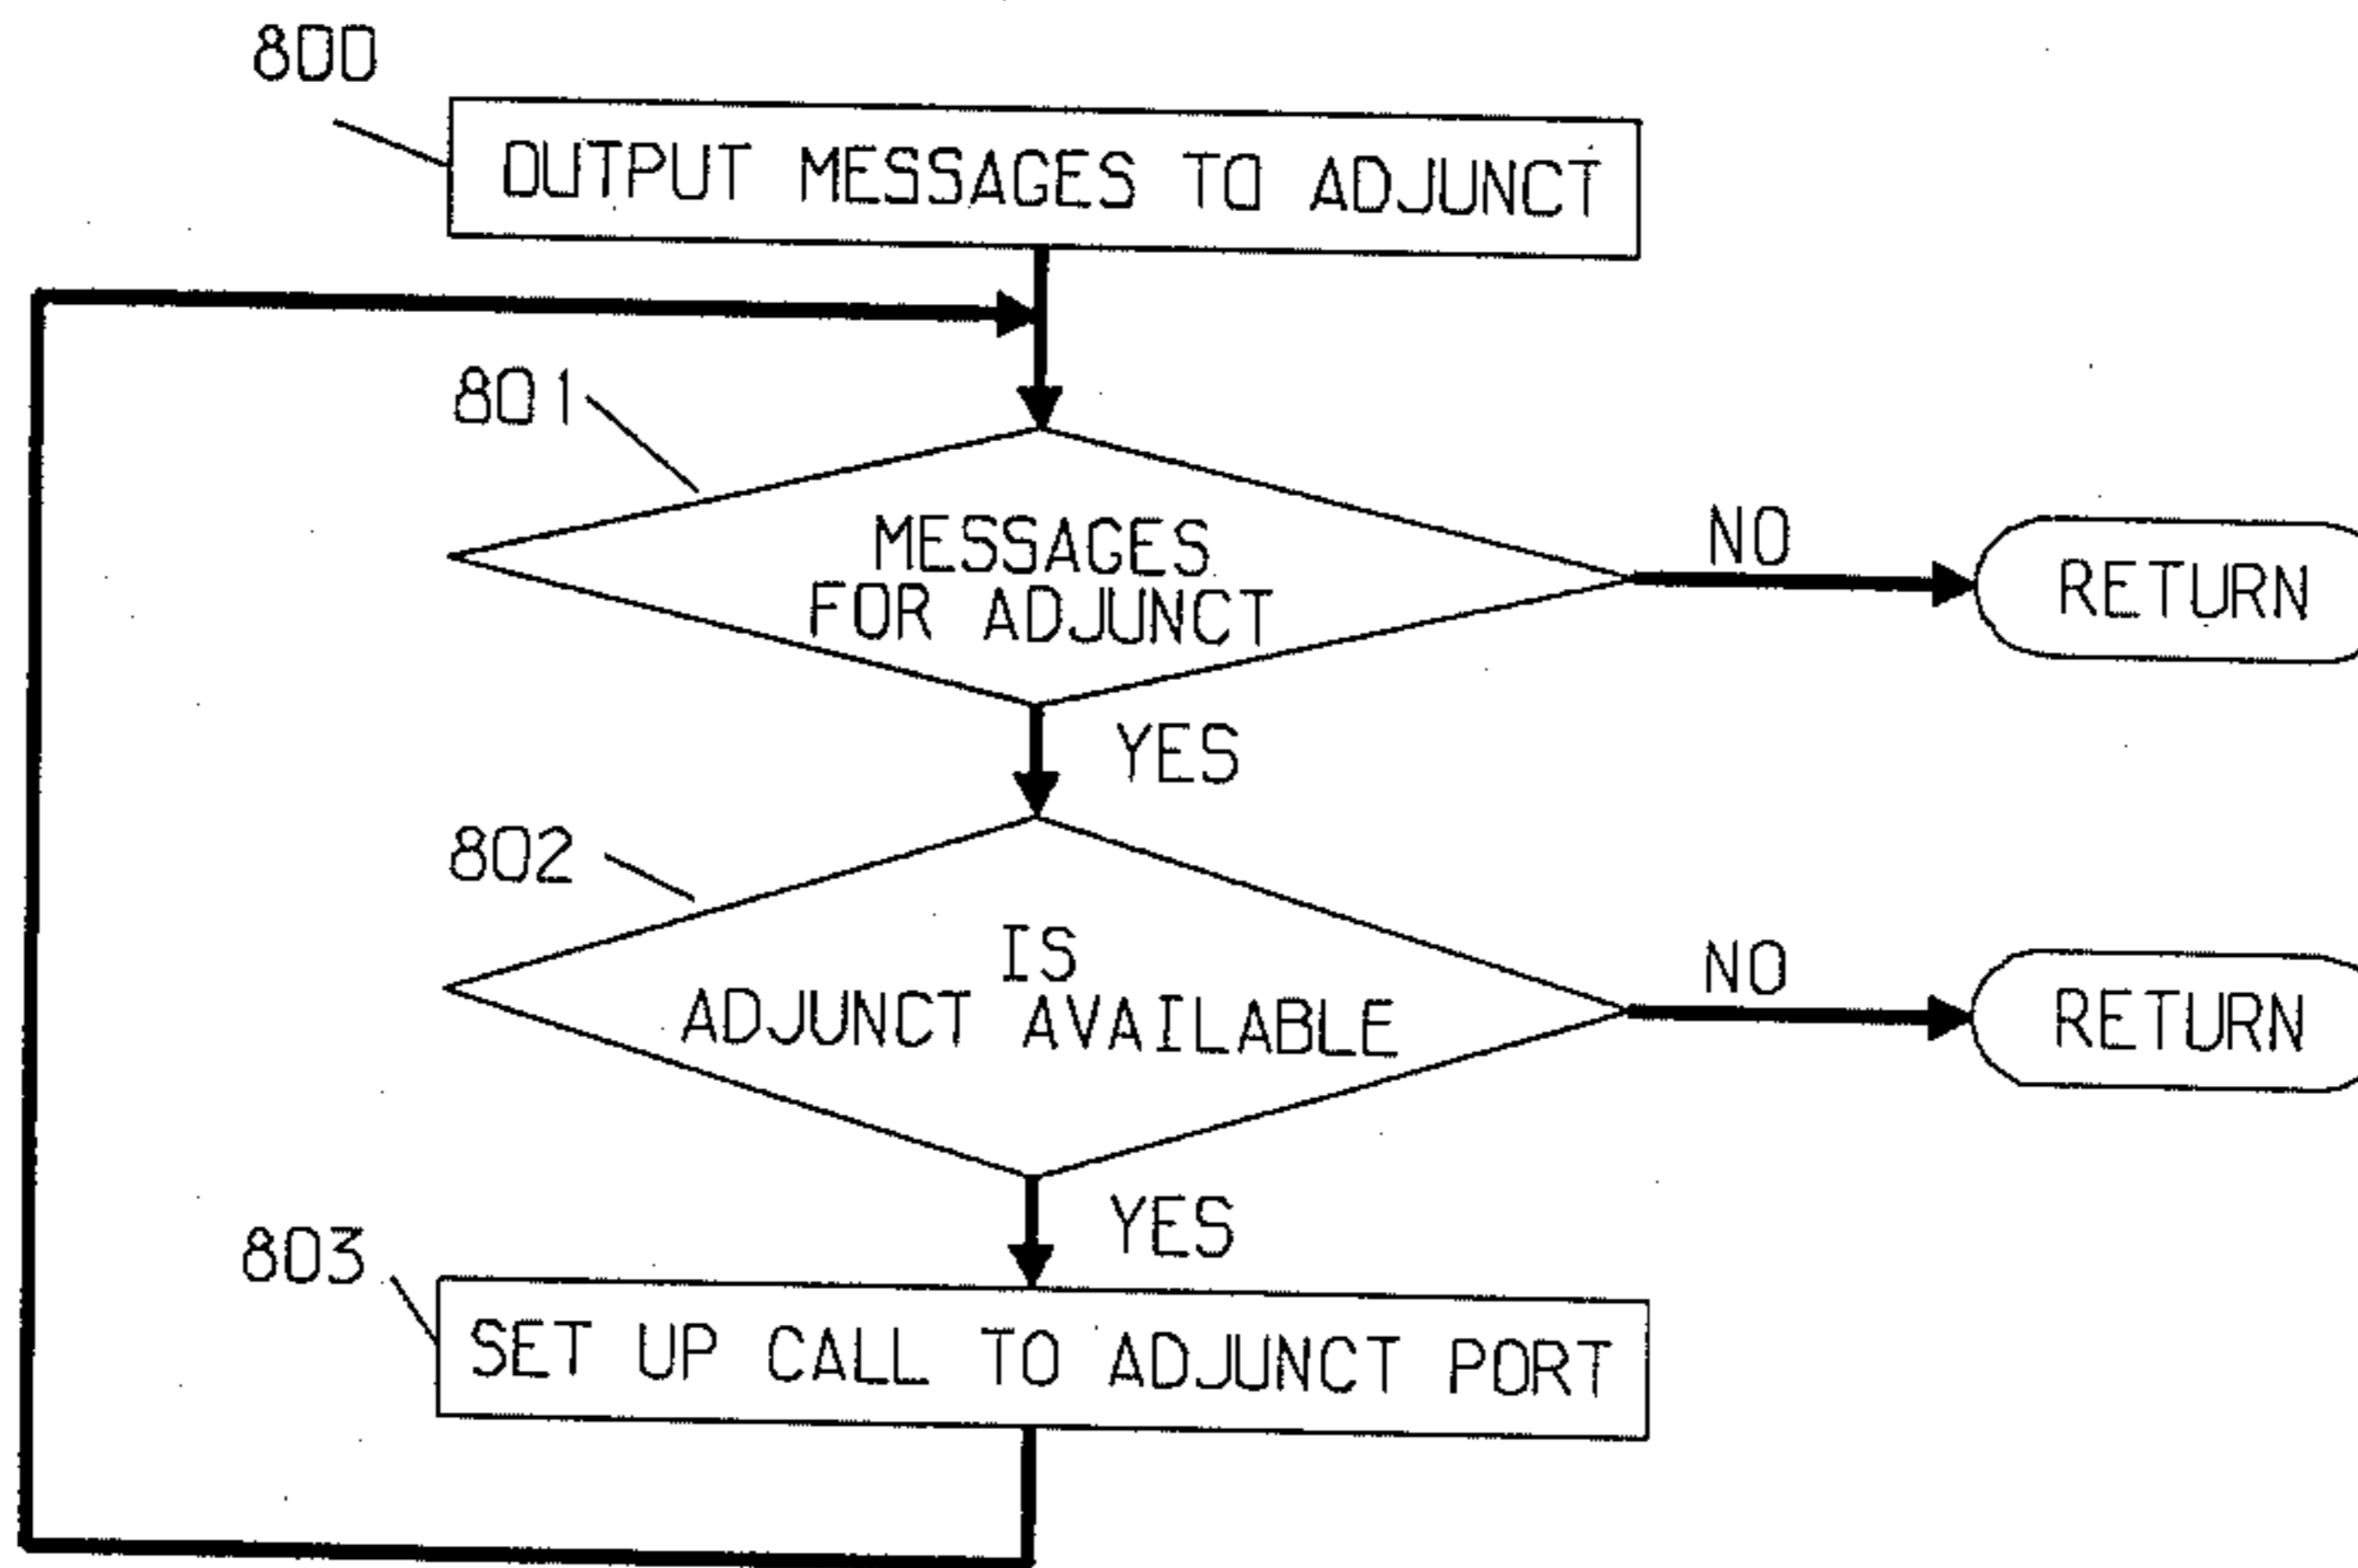 800
OUTPUT MESSAGES TO ADJUNCT
801
MESSAGES
FOR ADJUNCT
NO
RETURN
YES
802
IS
ADJUNCT AVAILABLE
NO
RETURN
YES
803
SET UP CALL TO ADJUNCT PORT